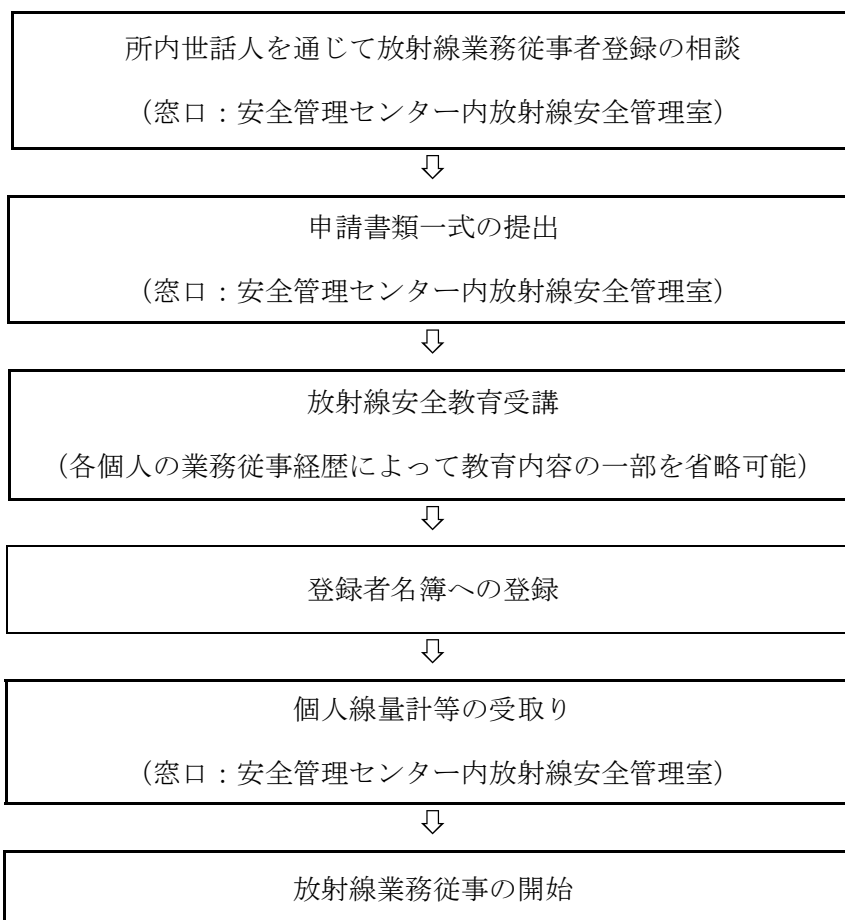 所内世話人を通じて放射線業務従事者登録の相談
（窓口：安全管理センター内放射線安全管理室）
⇩
申請書類一式の提出
（窓口：安全管理センター内放射線安全管理室）
⇩
放射線安全教育受講
（各個人の業務従事経歴によって教育内容の一部を省略可能）
⇩
登録者名簿への登録
⇩
個人線量計等の受取り
（窓口：安全管理センター内放射線安全管理室）
⇩
放射線業務従事の開始